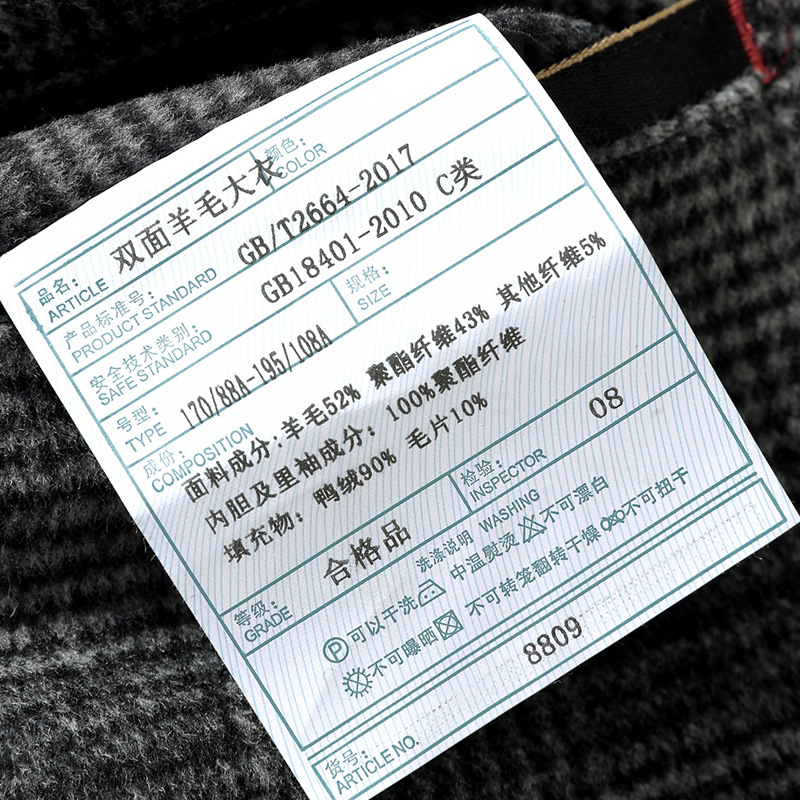 品名: 双面羊毛大衣 颜色:
ARTICLE COLOR
产品标准号: GB/T2664-2017
PRODUCT STANDARD
安全技术类别: GB18401-2010 C类
SAFE STANDARD
号型: 170/88A-195/108A 规格:
TYPE SIZE
成份:
COMPOSITION
面料成分:羊毛52% 聚酯纤维43% 其他纤维5%
内胆及里袖成分: 100%聚酯纤维
填充物: 鸭绒90% 毛片10%
等级: 合格品 检验: 08
GRADE INSPECTOR
洗涤说明 WASHING
P 可以干洗 中温熨烫 不可漂白
不可曝晒 不可转笼翻转干燥 不可扭干
货号: 8809
ARTICLE NO.